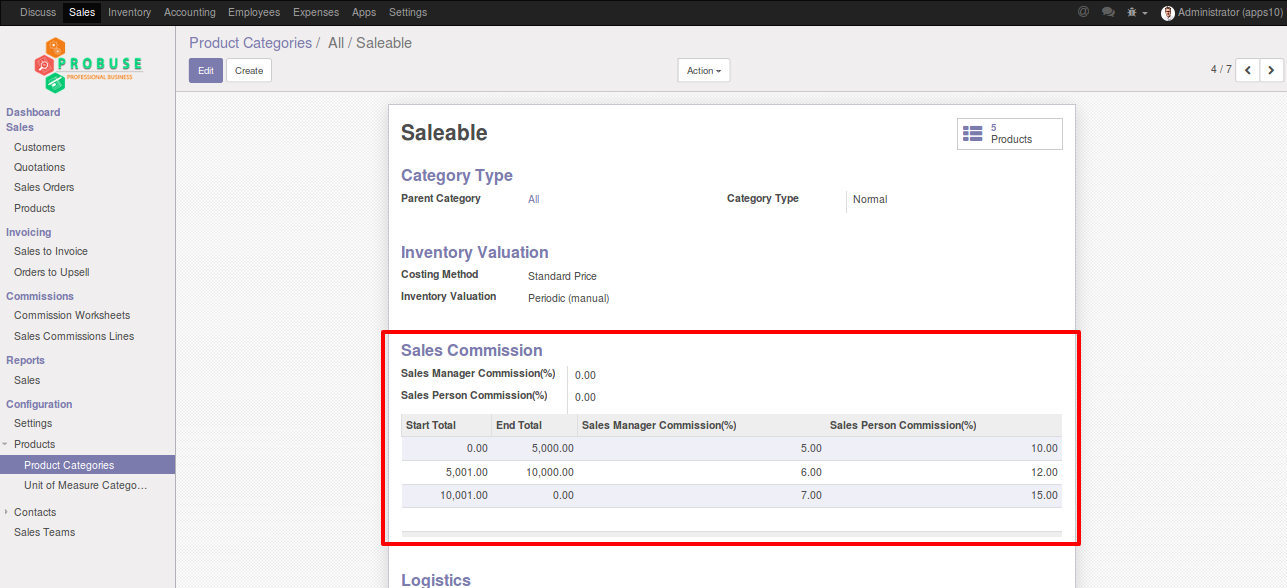 Discuss Sales Inventory Accounting Employees Expenses Apps Settings @ Administrator (apps10)
PROBUSE
PROFESSIONAL BUSINESS
Dashboard
Sales
Customers
Quotations
Sales Orders
Products
Invoicing
Sales to Invoice
Orders to Upsell
Commissions
Commission Worksheets
Sales Commissions Lines
Reports
Sales
Configuration
Settings
Products
Product Categories
Unit of Measure Catego...
Contacts
Sales Teams
Product Categories / All / Saleable
Edit Create Action 4 / 7
Saleable
5
Products
Category Type
Parent Category All Category Type Normal
Inventory Valuation
Costing Method Standard Price
Inventory Valuation Periodic (manual)
Sales Commission
Sales Manager Commission(%) 0.00
Sales Person Commission(%) 0.00
Start Total End Total Sales Manager Commission(%) Sales Person Commission(%)
0.00 5,000.00 5.00 10.00
5,001.00 10,000.00 6.00 12.00
10,001.00 0.00 7.00 15.00
Logistics